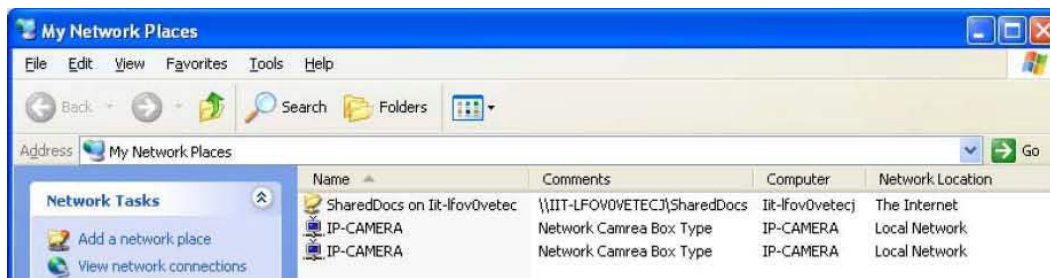 My Network Places
File Edit View Favorites Tools Help
Back Search Folders
Address My Network Places Go
Name Comments Computer Network Location
Network Tasks
SharedDocs on Iit-lfov0vetec \\IIT-LFOV0VETECJ\SharedDocs Iit-lfov0vetecj The Internet
IP-CAMERA Network Camrea Box Type IP-CAMERA Local Network
Add a network place
IP-CAMERA Network Camrea Box Type IP-CAMERA Local Network
View network connections